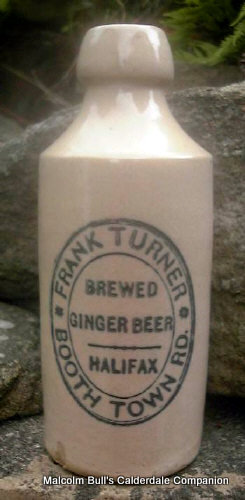 FRANK TURNER
BREWED
GINGER BEER
HALIFAX
BOOTH TOWN RD.
Malcolm Bull's Calderdale Companion